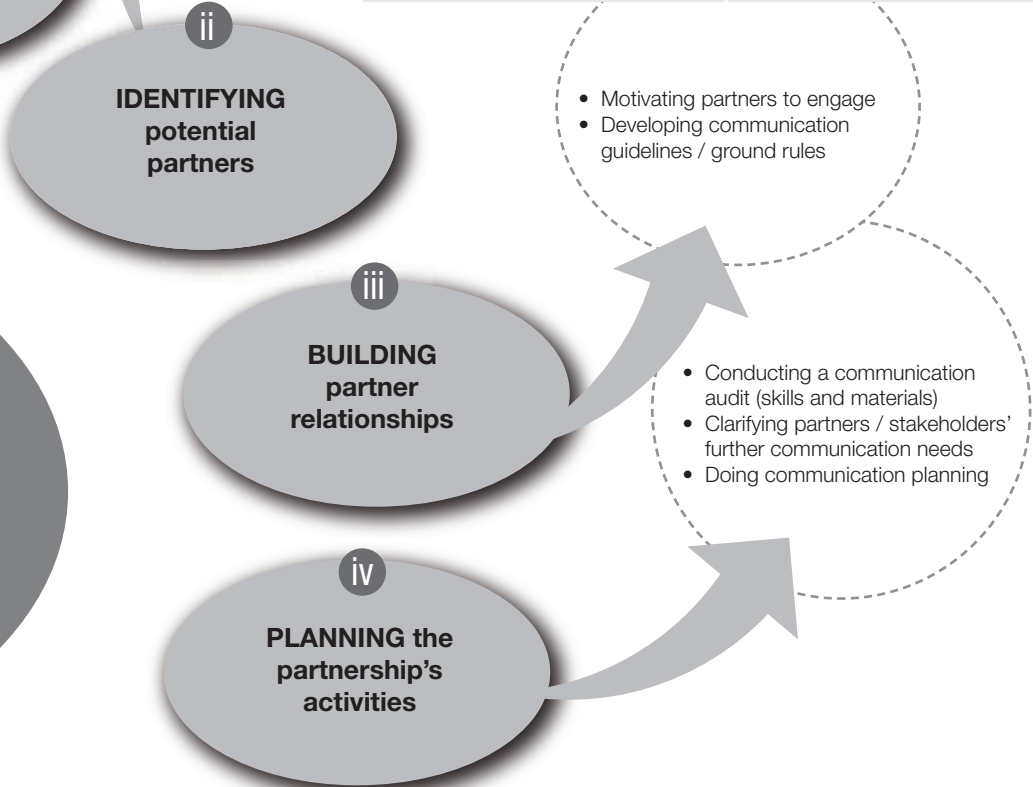 ii
IDENTIFYING
potential
partners
• Motivating partners to engage
• Developing communication
guidelines / ground rules
iii
BUILDING
partner
relationships
• Conducting a communication
audit (skills and materials)
• Clarifying partners / stakeholders'
further communication needs
• Doing communication planning
iv
PLANNING the
partnership's
activities